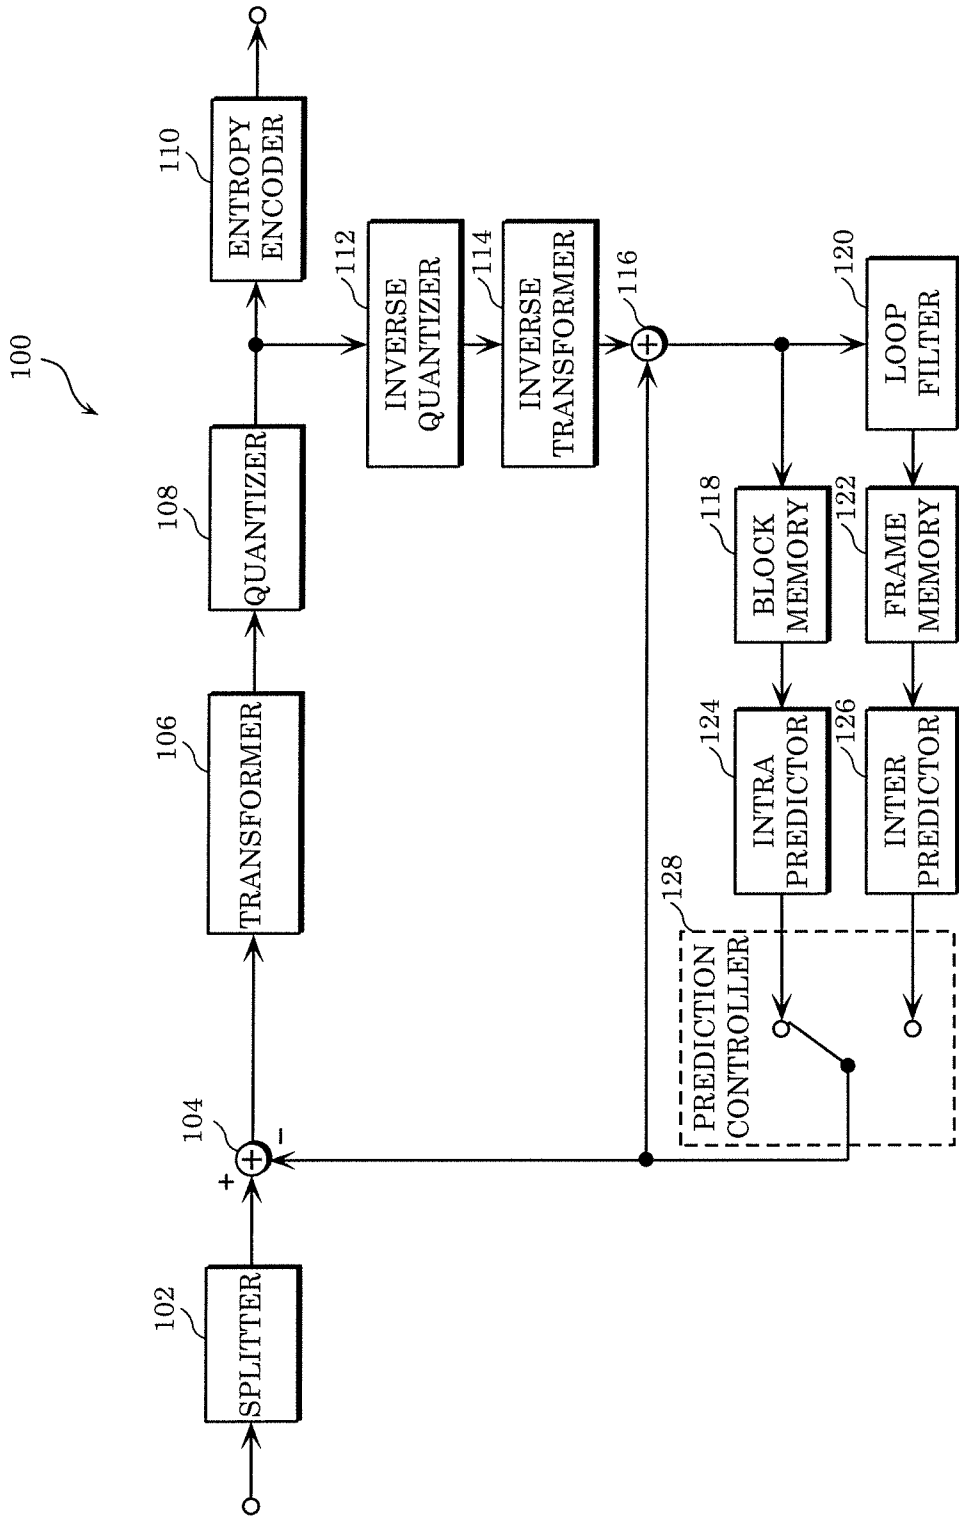 100
102
SPLITTER
104
+
−
106
TRANSFORMER
108
QUANTIZER
110
ENTROPY
ENCODER
112
INVERSE
QUANTIZER
114
INVERSE
TRANSFORMER
116
118
BLOCK
MEMORY
120
LOOP
FILTER
122
FRAME
MEMORY
124
INTRA
PREDICTOR
126
INTER
PREDICTOR
128
PREDICTION
CONTROLLER